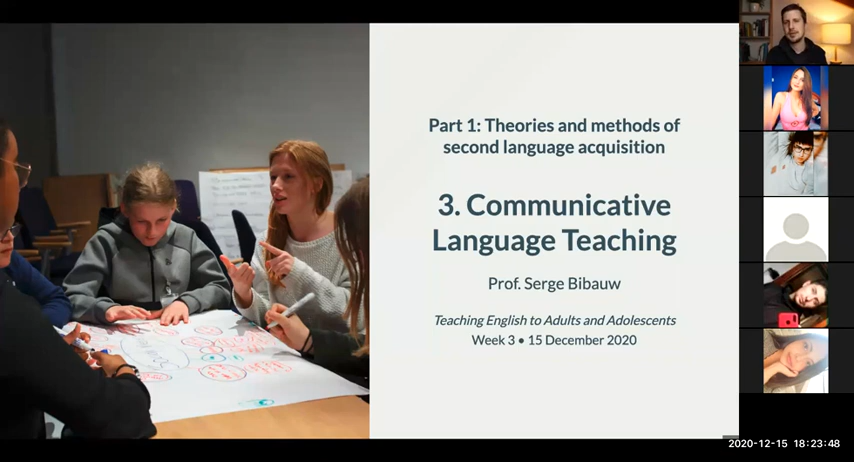 Part 1: Theories and methods of
second language acquisition
3. Communicative
Language Teaching
Prof. Serge Bibauw
Teaching English to Adults and Adolescents
Week 3 • 15 December 2020
2020-12-15 18:23:48